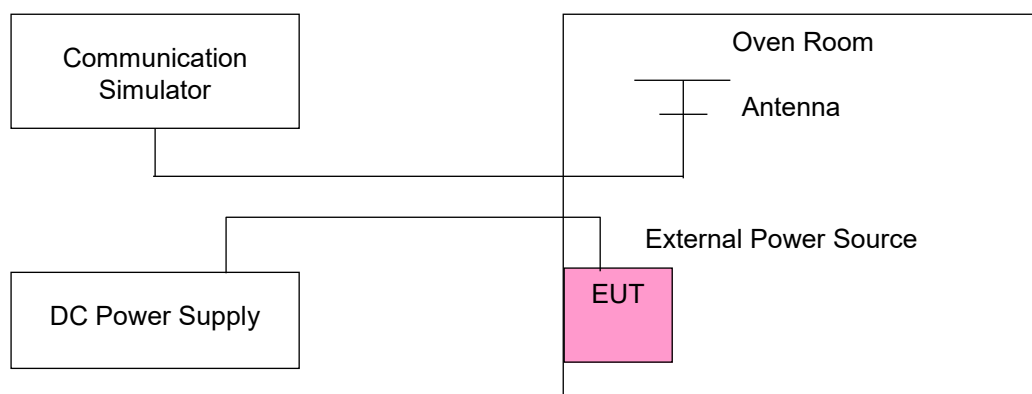 Communication
Simulator
Oven Room
Antenna
External Power Source
DC Power Supply
EUT